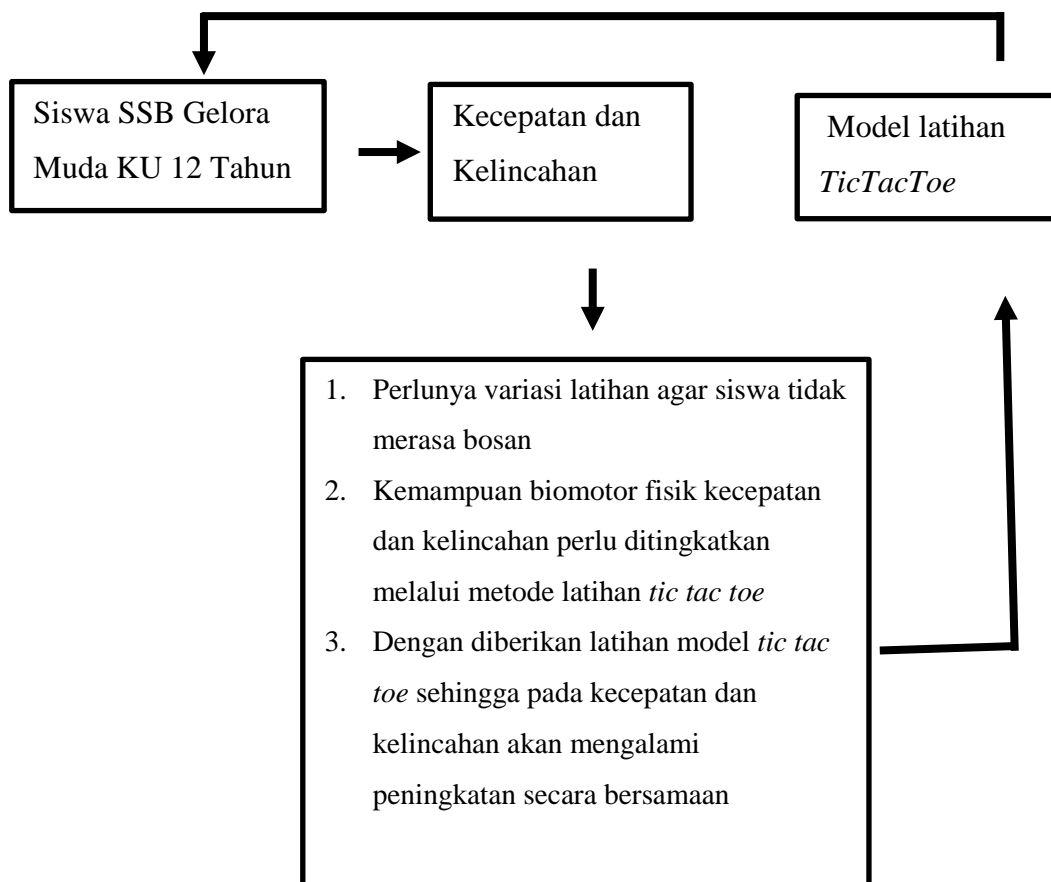 Siswa SSB Gelora
Muda KU 12 Tahun
Kecepatan dan
Kelincahan
Model latihan
TicTacToe
1. Perlunya variasi latihan agar siswa tidak
merasa bosan
2. Kemampuan biomotor fisik kecepatan
dan kelincahan perlu ditingkatkan
melalui metode latihan tic tac toe
3. Dengan diberikan latihan model tic tac
toe sehingga pada kecepatan dan
kelincahan akan mengalami
peningkatan secara bersamaan